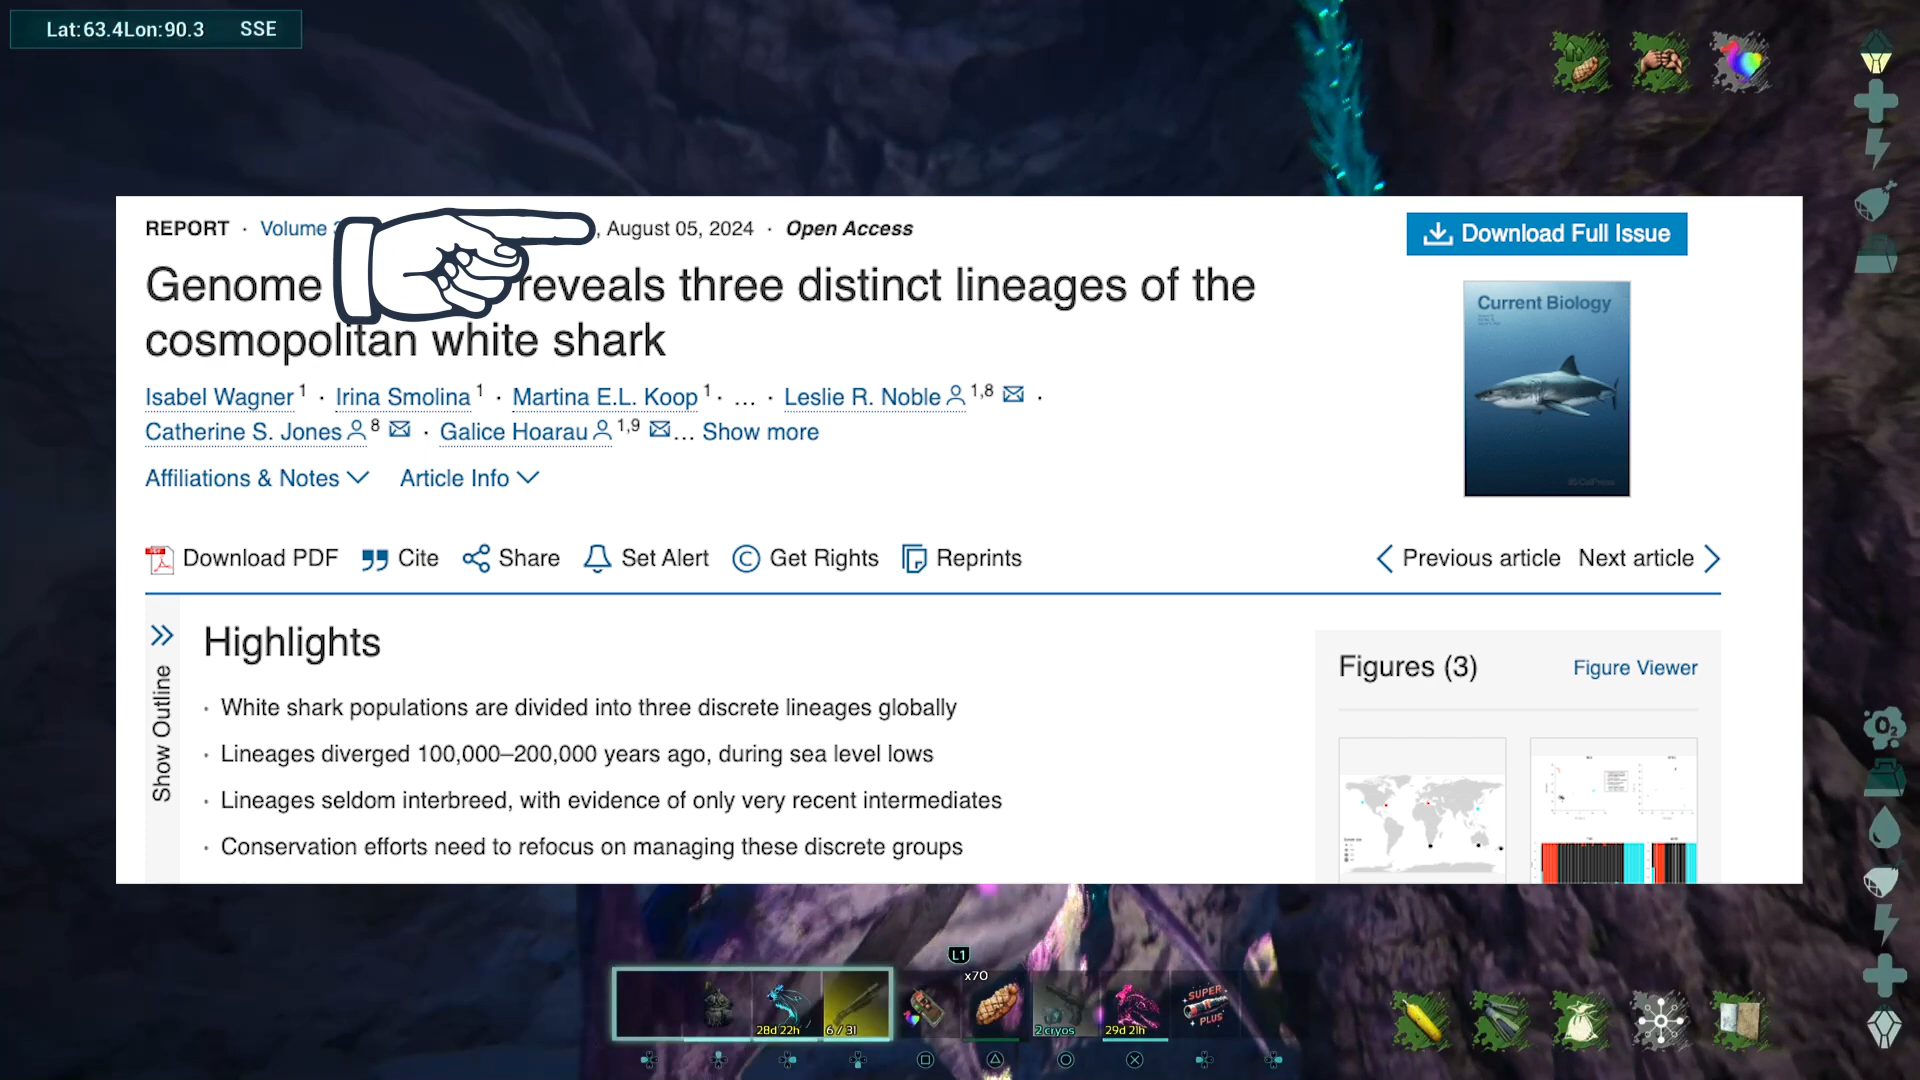 Lat:63.4Lon:90.3 SSE
REPORT · Volume , August 05, 2024 · Open Access
Download Full Issue
Genome reveals three distinct lineages of the
cosmopolitan white shark
Current Biology
Isabel Wagner 1 · Irina Smolina 1 · Martina E.L. Koop 1 · ... · Leslie R. Noble 1,8 ·
Catherine S. Jones 8 · Galice Hoarau 1,9 ... Show more
Affiliations & Notes Article Info
Download PDF Cite Share Set Alert Get Rights Reprints
Previous article Next article
Show Outline
Highlights
· White shark populations are divided into three discrete lineages globally
· Lineages diverged 100,000–200,000 years ago, during sea level lows
· Lineages seldom interbreed, with evidence of only very recent intermediates
· Conservation efforts need to refocus on managing these discrete groups
Figures (3) Figure Viewer
O2
L1
x70
28d 22h
6 / 31
2 cryos
29d 21h
SUPER
PLUS